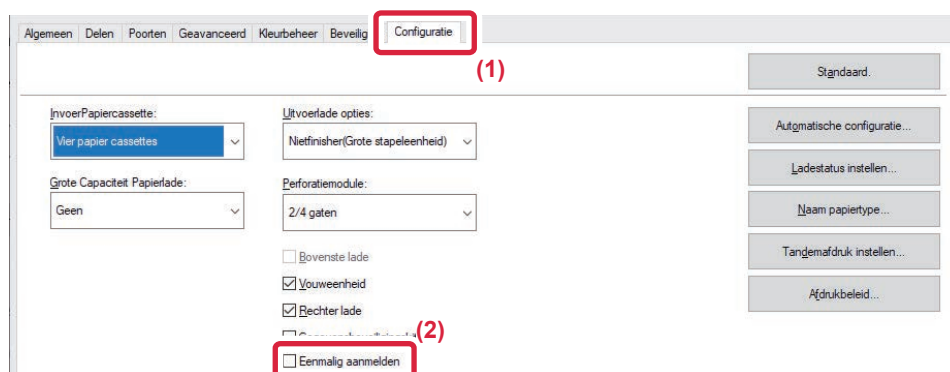 Algemeen Delen Poorten Geavanceerd Kleurbeheer Beveilig Configuratie
(1)
Standaard.
InvoerPapiercassette:
Vier papier cassettes
Uitvoerlade opties:
Nietfinisher(Grote stapeleenheid)
Automatische configuratie...
Ladestatus instellen...
Grote Capaciteit Papierlade:
Geen
Perforatiemodule:
2/4 gaten
Naam papiertype...
Tandemafdruk instellen...
Afdrukbeleid...
Bovenste lade
Vouweenheid
Rechter lade
(2)
Eenmalig aanmelden